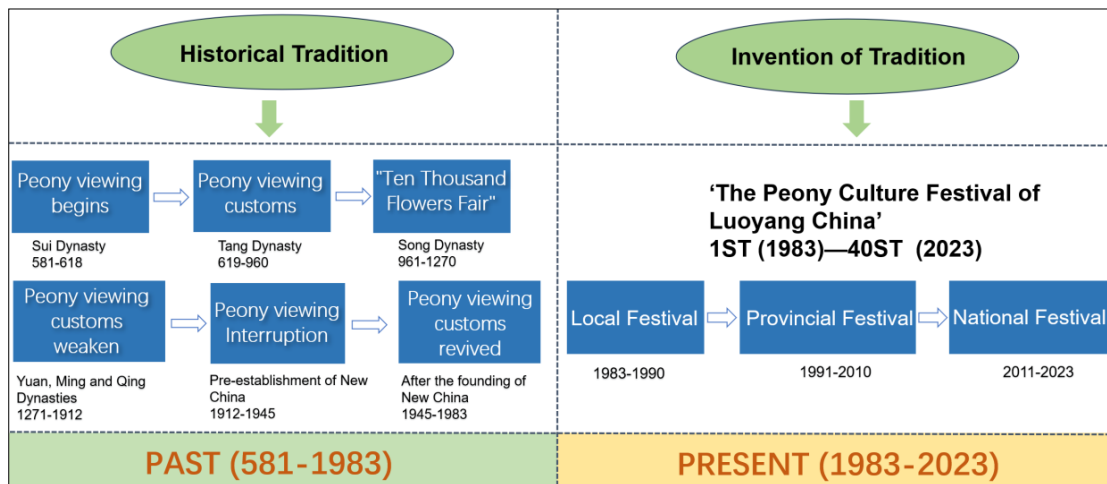 Historical Tradition
Invention of Tradition
Peony viewing
begins
Peony viewing
customs
"Ten Thousand
Flowers Fair"
Sui Dynasty
581-618
Tang Dynasty
619-960
Song Dynasty
961-1270
Peony viewing
customs
weaken
Peony viewing
Interruption
Peony viewing
customs
revived
Yuan, Ming and Qing
Dynasties
1271-1912
Pre-establishment of New
China
1912-1945
After the founding of
New China
1945-1983
‘The Peony Culture Festival of
Luoyang China’
1ST (1983)—40ST (2023)
Local Festival
Provincial Festival
National Festival
1983-1990
1991-2010
2011-2023
PAST (581-1983)
PRESENT (1983-2023)